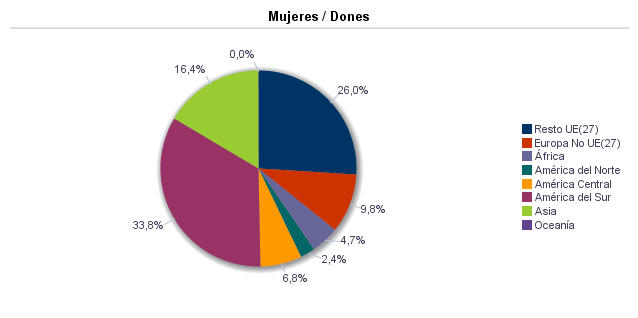 Mujeres / Dones
0,0%
16,4%
26,0%
9,8%
4,7%
2,4%
6,8%
33,8%
Resto UE(27)
Europa No UE(27)
África
América del Norte
América Central
América del Sur
Asia
Oceanía